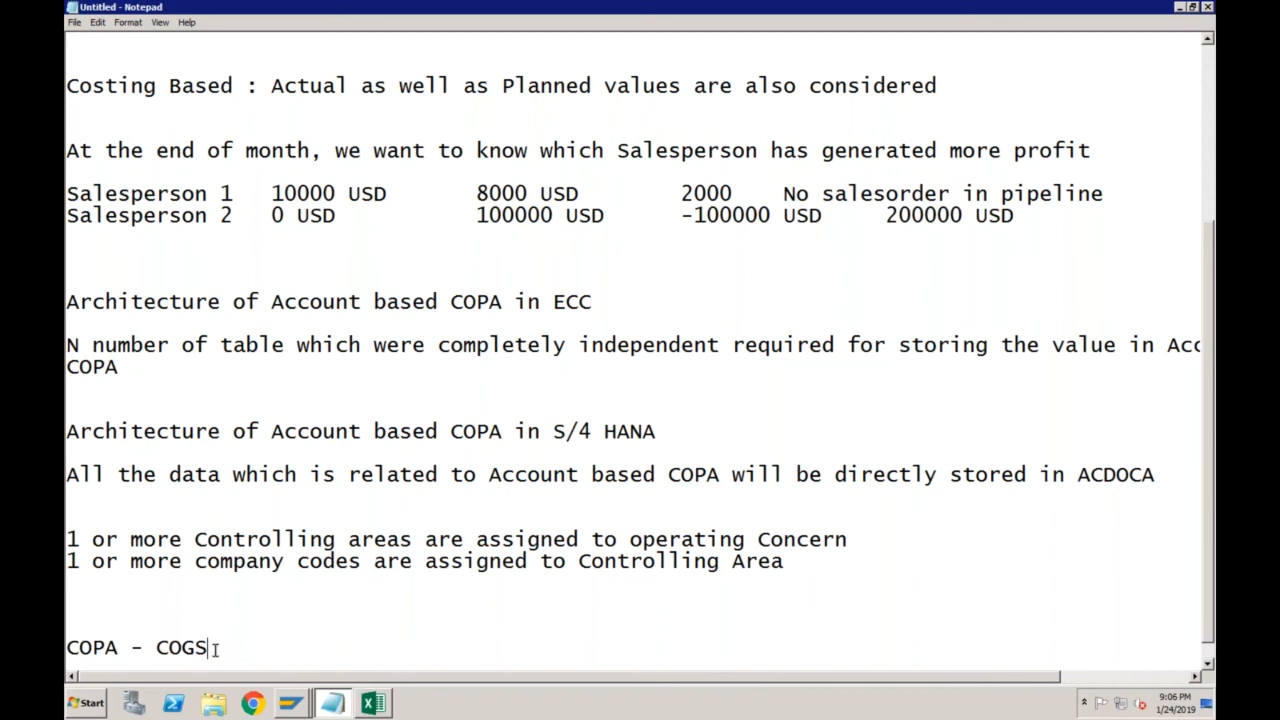 Untitled - Notepad
File Edit Format View Help
Costing Based : Actual as well as Planned values are also considered
At the end of month, we want to know which Salesperson has generated more profit
Salesperson 1 10000 USD 8000 USD 2000 No salesorder in pipeline
Salesperson 2 0 USD 100000 USD -100000 USD 200000 USD
Architecture of Account based COPA in ECC
N number of table which were completely independent required for storing the value in Acc
COPA
Architecture of Account based COPA in S/4 HANA
All the data which is related to Account based COPA will be directly stored in ACDOCA
1 or more Controlling areas are assigned to operating Concern
1 or more company codes are assigned to Controlling Area
COPA - COGS
Start
9:06 PM
1/24/2019